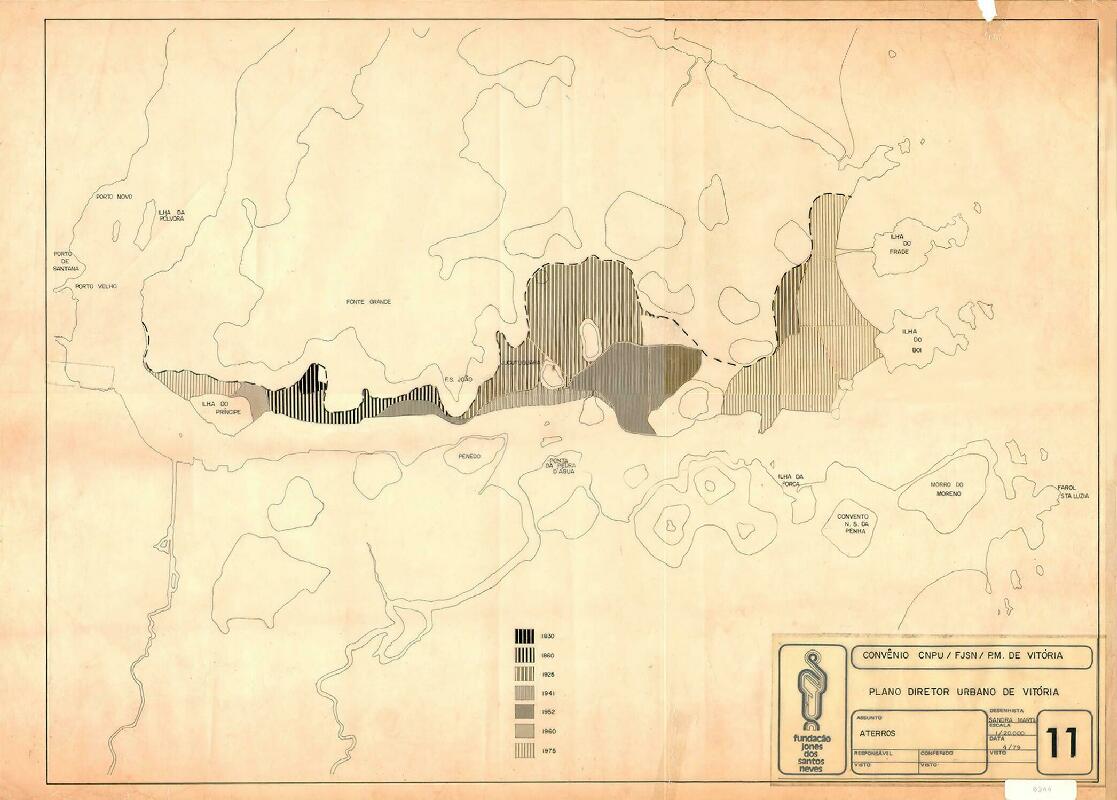 PORTO NOVO
ILHA DA
PÓLVORA
PORTO
DE
SANTANA
PORTO VELHO
FONTE GRANDE
ILHA DO
PRÍNCIPE
F.S. JOÃO
ILHA
DO
FRADE
ILHA
DO
BOI
PENEDO
PONTA
DA PEDRA
D'ÁGUA
ILHA DA
FORCA
CONVENTO
N. S. DA
PENHA
MORRO DO
MORENO
FAROL
STA LUZIA
1830
1860
1925
1941
1952
1960
1975
CONVÊNIO CNPU / FJSN / P.M. DE VITÓRIA
PLANO DIRETOR URBANO DE VITÓRIA
fundação
jones
dos
santos
neves
ASSUNTO
ATERROS
RESPONSÁVEL
CONFERIDO
VISTO
VISTO
DESENHISTA
SANDRA
ESCALA
1/20.000
DATA
4/79
VISTO
11